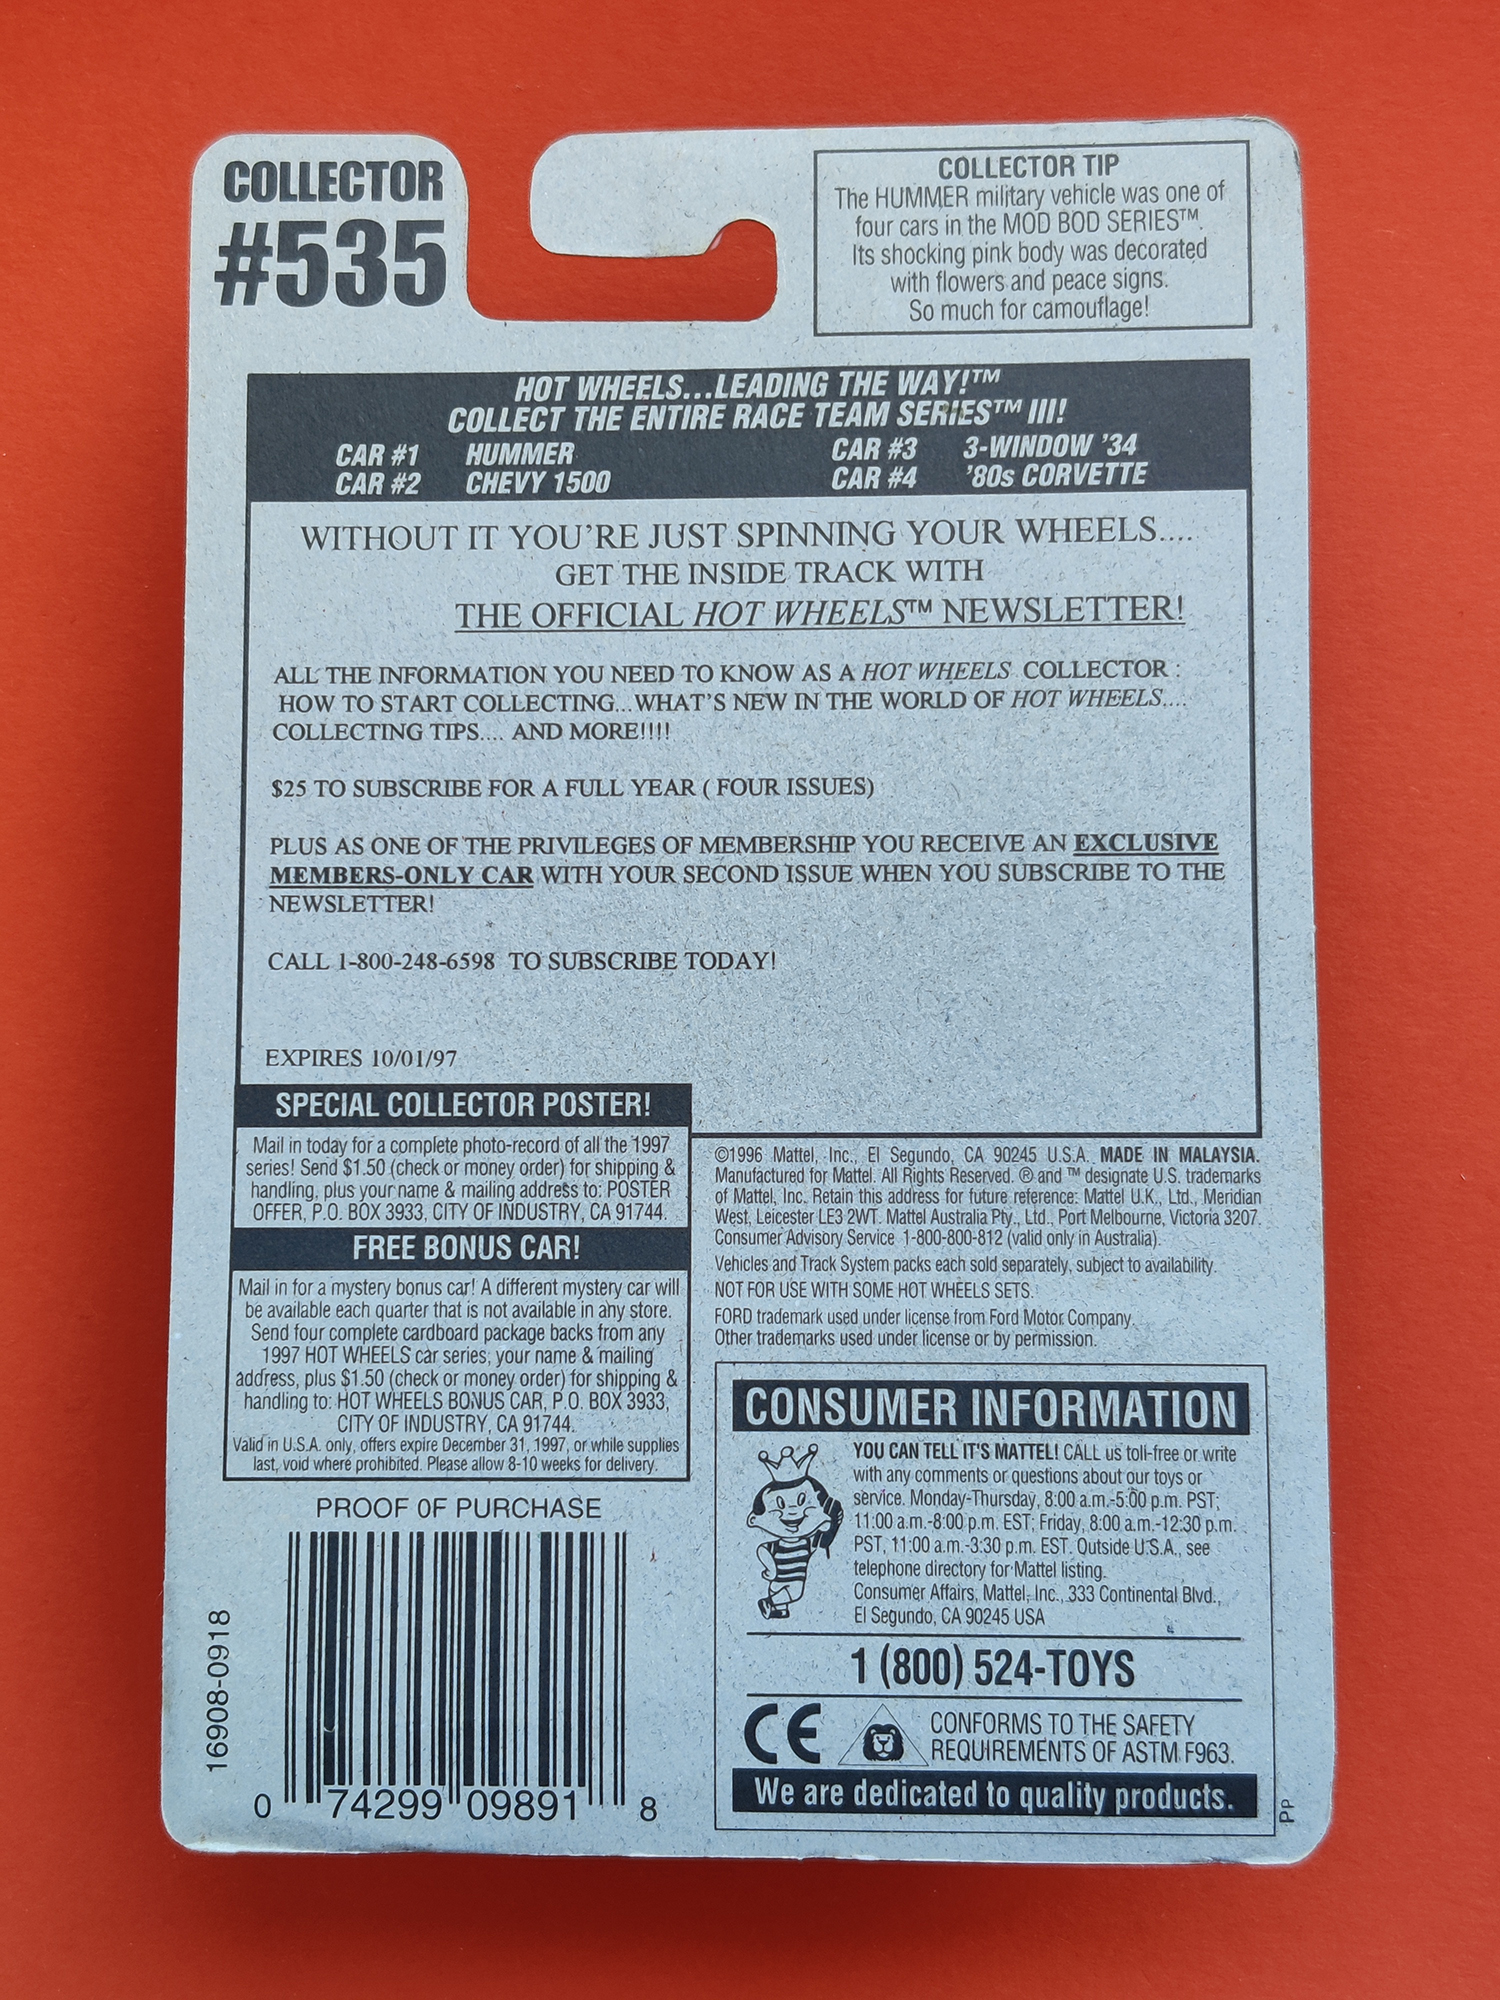 COLLECTOR
#535
COLLECTOR TIP
The HUMMER military vehicle was one of
four cars in the MOD BOD SERIES™.
Its shocking pink body was decorated
with flowers and peace signs.
So much for camouflage!
HOT WHEELS...LEADING THE WAY!™
COLLECT THE ENTIRE RACE TEAM SERIES™ III!
CAR #1 HUMMER CAR #3 3-WINDOW '34
CAR #2 CHEVY 1500 CAR #4 '80s CORVETTE
WITHOUT IT YOU'RE JUST SPINNING YOUR WHEELS....
GET THE INSIDE TRACK WITH
THE OFFICIAL HOT WHEELS™ NEWSLETTER!
ALL THE INFORMATION YOU NEED TO KNOW AS A HOT WHEELS COLLECTOR :
HOW TO START COLLECTING...WHAT'S NEW IN THE WORLD OF HOT WHEELS....
COLLECTING TIPS.... AND MORE!!!!
$25 TO SUBSCRIBE FOR A FULL YEAR ( FOUR ISSUES)
PLUS AS ONE OF THE PRIVILEGES OF MEMBERSHIP YOU RECEIVE AN EXCLUSIVE
MEMBERS-ONLY CAR WITH YOUR SECOND ISSUE WHEN YOU SUBSCRIBE TO THE
NEWSLETTER!
CALL 1-800-248-6598 TO SUBSCRIBE TODAY!
EXPIRES 10/01/97
SPECIAL COLLECTOR POSTER!
Mail in today for a complete photo-record of all the 1997
series! Send $1.50 (check or money order) for shipping &
handling, plus your name & mailing address to: POSTER
OFFER, P.O. BOX 3933, CITY OF INDUSTRY, CA 91744.
FREE BONUS CAR!
Mail in for a mystery bonus car! A different mystery car will
be available each quarter that is not available in any store.
Send four complete cardboard package backs from any
1997 HOT WHEELS car series, your name & mailing
address, plus $1.50 (check or money order) for shipping &
handling to: HOT WHEELS BONUS CAR, P.O. BOX 3933,
CITY OF INDUSTRY, CA 91744.
Valid in U.S.A. only, offers expire December 31, 1997, or while supplies
last, void where prohibited. Please allow 8-10 weeks for delivery.
PROOF OF PURCHASE
16908-0918
0 74299 09891 8
©1996 Mattel, Inc., El Segundo, CA 90245 U.S.A. MADE IN MALAYSIA.
Manufactured for Mattel. All Rights Reserved. ® and ™ designate U.S. trademarks
of Mattel, Inc. Retain this address for future reference: Mattel U.K., Ltd., Meridian
West, Leicester LE3 2WT. Mattel Australia Pty., Ltd., Port Melbourne, Victoria 3207.
Consumer Advisory Service 1-800-800-812 (valid only in Australia).
Vehicles and Track System packs each sold separately, subject to availability.
NOT FOR USE WITH SOME HOT WHEELS SETS.
FORD trademark used under license from Ford Motor Company.
Other trademarks used under license or by permission.
CONSUMER INFORMATION
YOU CAN TELL IT'S MATTEL! CALL us toll-free or write
with any comments or questions about our toys or
service. Monday-Thursday, 8:00 a.m.-5:00 p.m. PST;
11:00 a.m.-8:00 p.m. EST; Friday, 8:00 a.m.-12:30 p.m.
PST, 11:00 a.m.-3:30 p.m. EST. Outside U.S.A., see
telephone directory for Mattel listing.
Consumer Affairs, Mattel, Inc., 333 Continental Blvd.,
El Segundo, CA 90245 USA
1 (800) 524-TOYS
CE
CONFORMS TO THE SAFETY
REQUIREMENTS OF ASTM F963.
We are dedicated to quality products.
PP